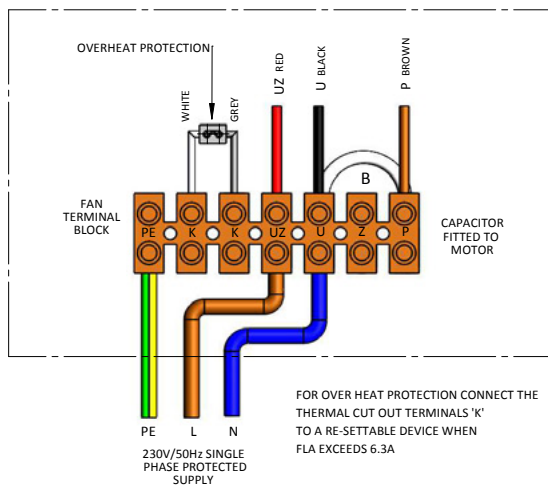 OVERHEAT PROTECTION
WHITE
GREY
UZ RED
U BLACK
P BROWN
B
FAN
TERMINAL
BLOCK
PE K K UZ U Z P
CAPACITOR
FITTED TO
MOTOR
PE L N
230V/50Hz SINGLE
PHASE PROTECTED
SUPPLY
FOR OVER HEAT PROTECTION CONNECT THE
THERMAL CUT OUT TERMINALS 'K'
TO A RE-SETTABLE DEVICE WHEN
FLA EXCEEDS 6.3A